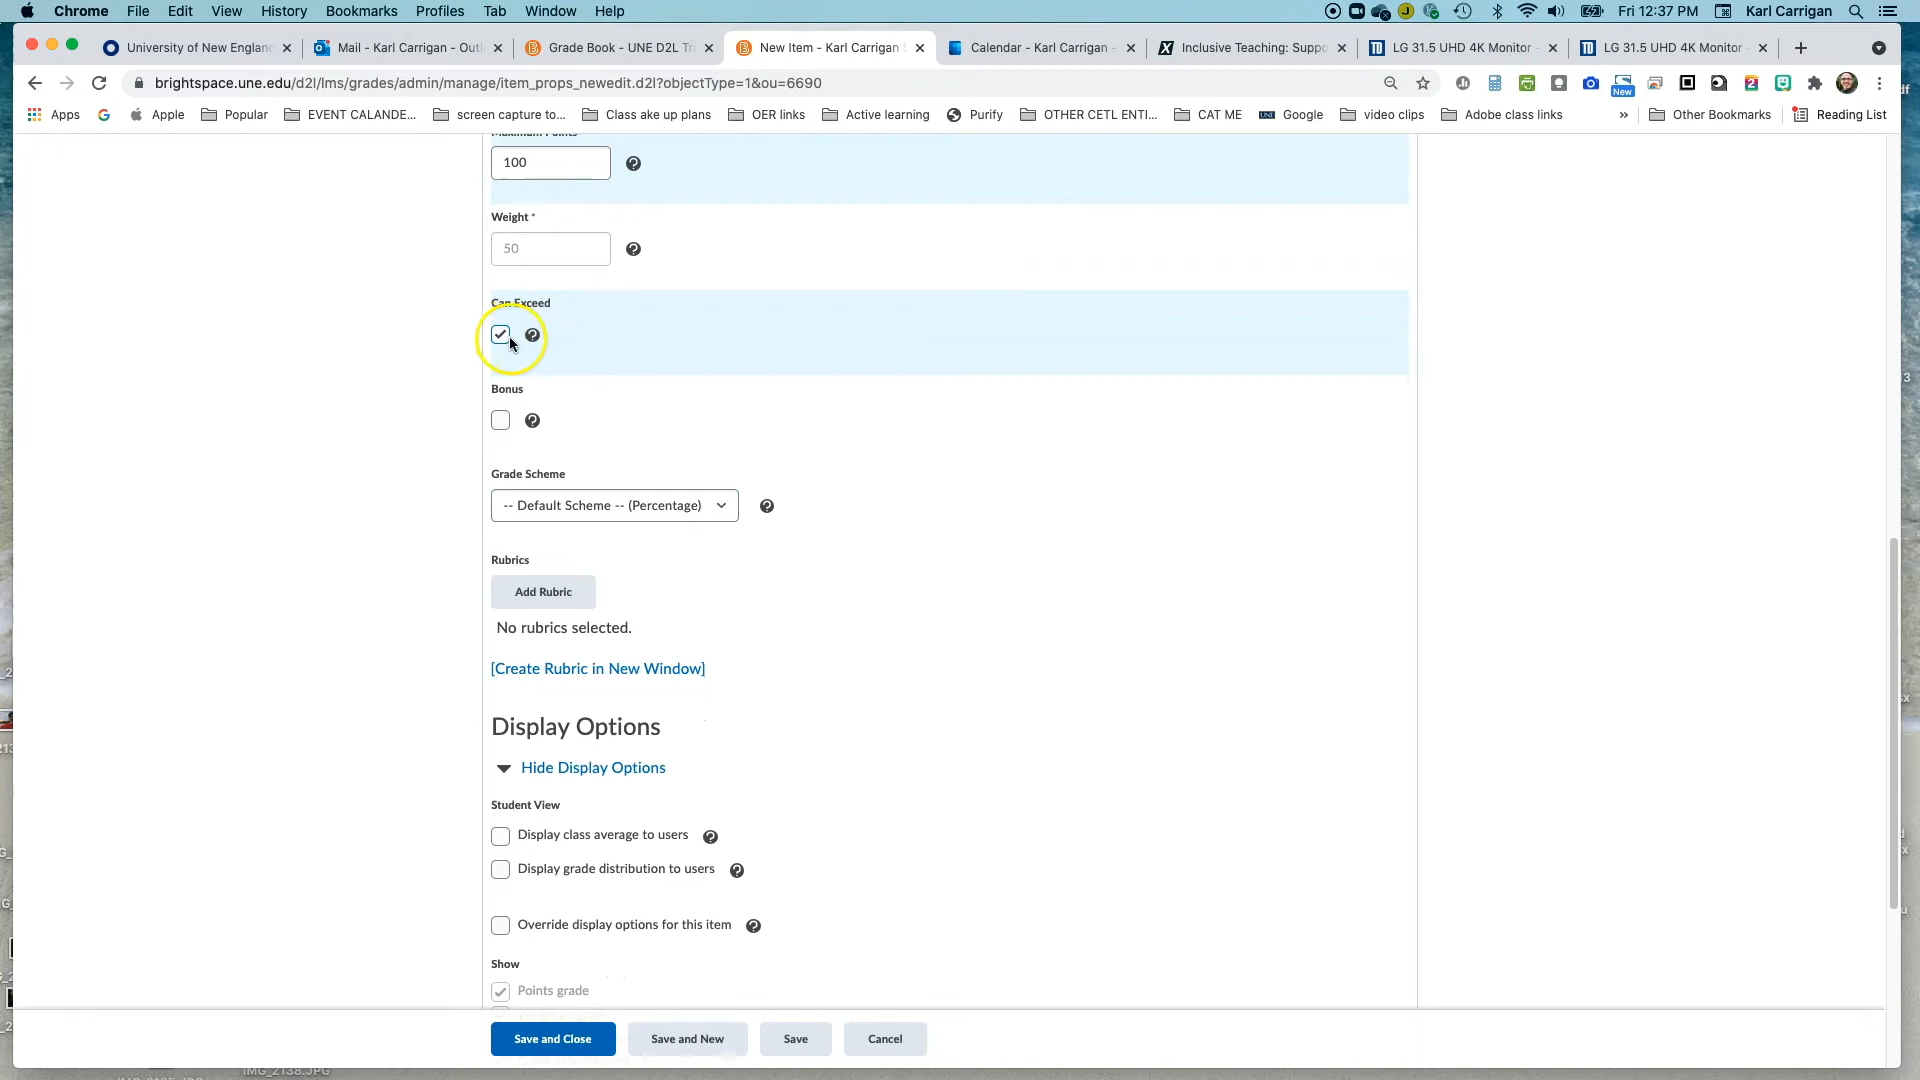 Chrome File Edit View History Bookmarks Profiles Tab Window Help Fri 12:37 PM Karl Carrigan
University of New England Mail - Karl Carrigan - Outl Grade Book - UNE D2L Tr New Item - Karl Carrigan S Calendar - Karl Carrigan - Inclusive Teaching: Suppo LG 31.5 UHD 4K Monitor - LG 31.5 UHD 4K Monitor -
brightspace.une.edu/d2l/lms/grades/admin/manage/item_props_newedit.d2l?objectType=1&ou=6690
New
Apps Apple Popular EVENT CALANDE... screen capture to... Class ake up plans OER links Active learning Purify OTHER CETL ENTI... CAT ME Google video clips Adobe class links » Other Bookmarks Reading List
Maximum Points
100
Weight *
50
Can Exceed
Bonus
Grade Scheme
-- Default Scheme -- (Percentage)
Rubrics
Add Rubric
No rubrics selected.
[Create Rubric in New Window]
Display Options
Hide Display Options
Student View
Display class average to users
Display grade distribution to users
Override display options for this item
Show
Points grade
Save and Close Save and New Save Cancel
IMG_2138.JPG